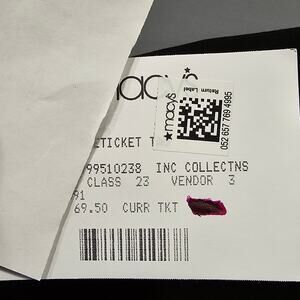 macy's
★macy's
Return Label
052 657 769 4995
ETICKET T
99510238 INC COLLECTNS
CLASS 23 VENDOR 3
91
69.50 CURR TKT